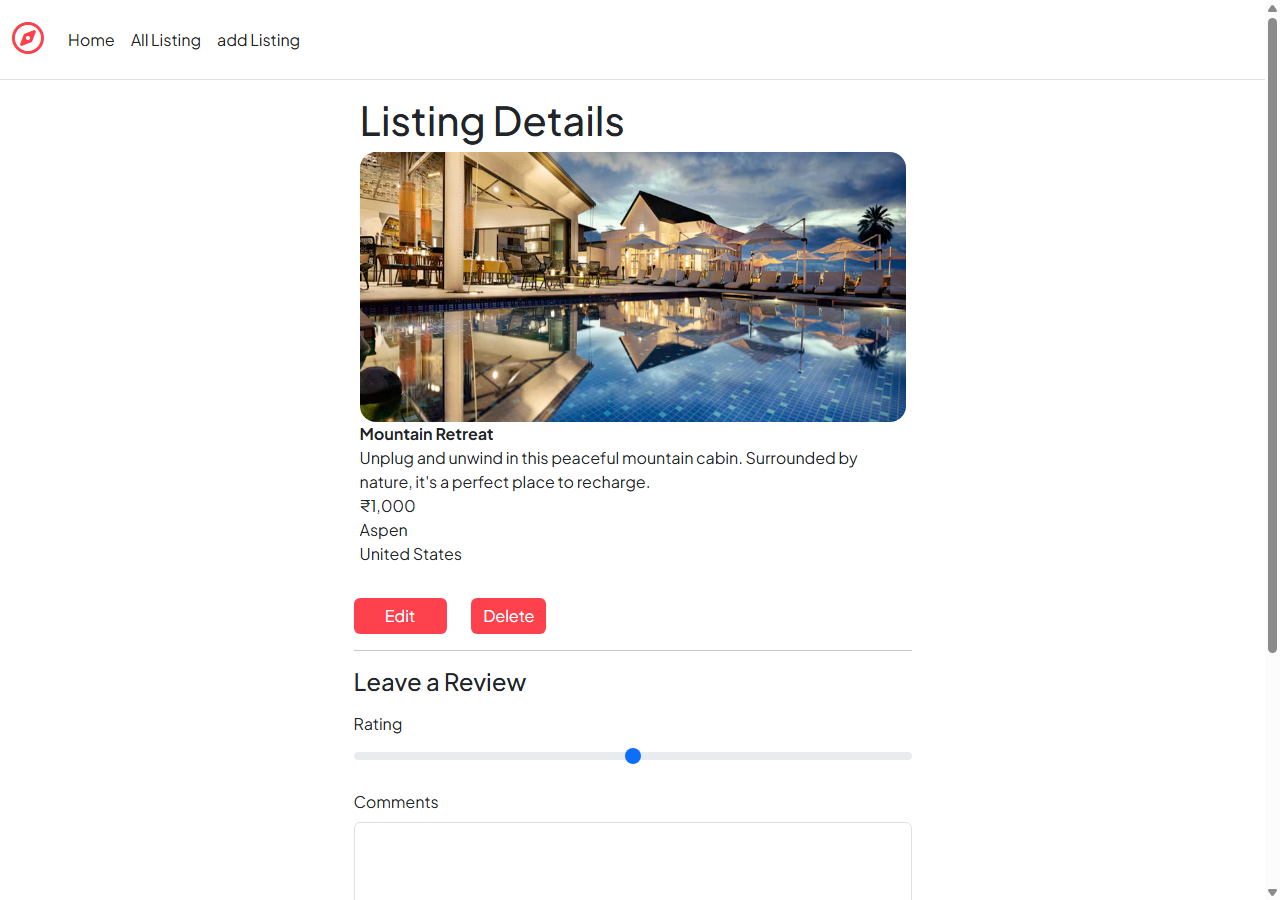 Home
All Listing
add Listing
Listing Details
Mountain Retreat
Unplug and unwind in this peaceful mountain cabin. Surrounded by
nature, it's a perfect place to recharge.
₹1,000
Aspen
United States
Edit
Delete
Leave a Review
Rating
Comments